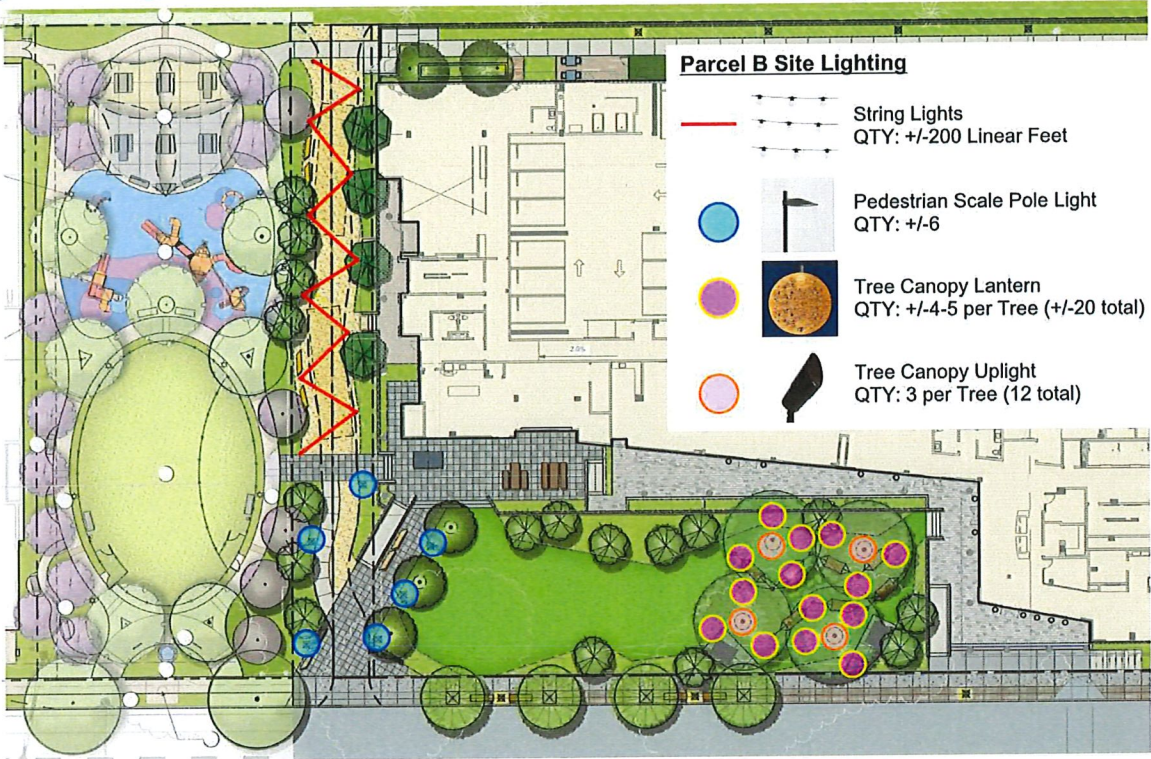 Parcel B Site Lighting
String Lights
QTY: +/-200 Linear Feet
Pedestrian Scale Pole Light
QTY: +/-6
Tree Canopy Lantern
QTY: +/-4-5 per Tree (+/-20 total)
Tree Canopy Uplight
QTY: 3 per Tree (12 total)
2.0%